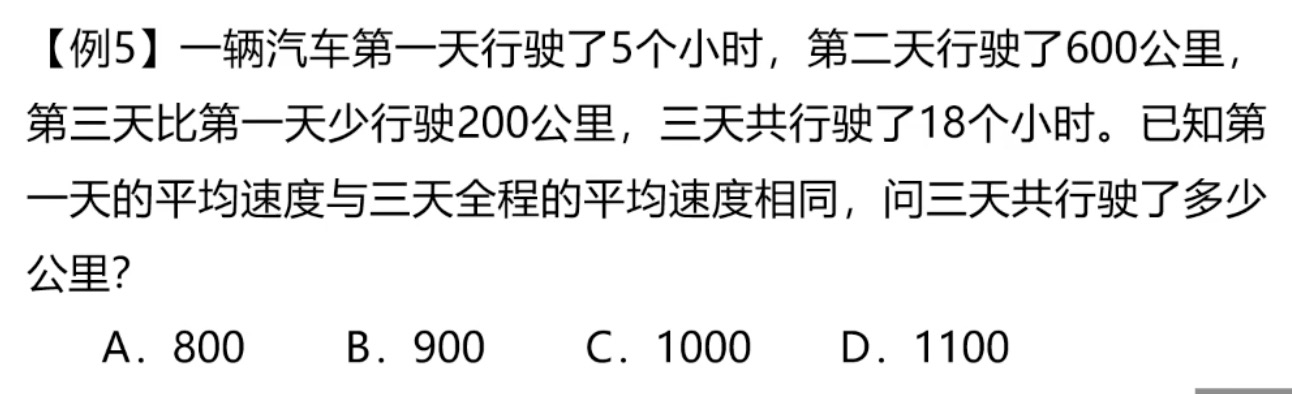 【例5】一辆汽车第一天行驶了5个小时，第二天行驶了600公里，
第三天比第一天少行驶200公里，三天共行驶了18个小时。已知第
一天的平均速度与三天全程的平均速度相同，问三天共行驶了多少
公里？
A．800 B．900 C．1000 D．1100